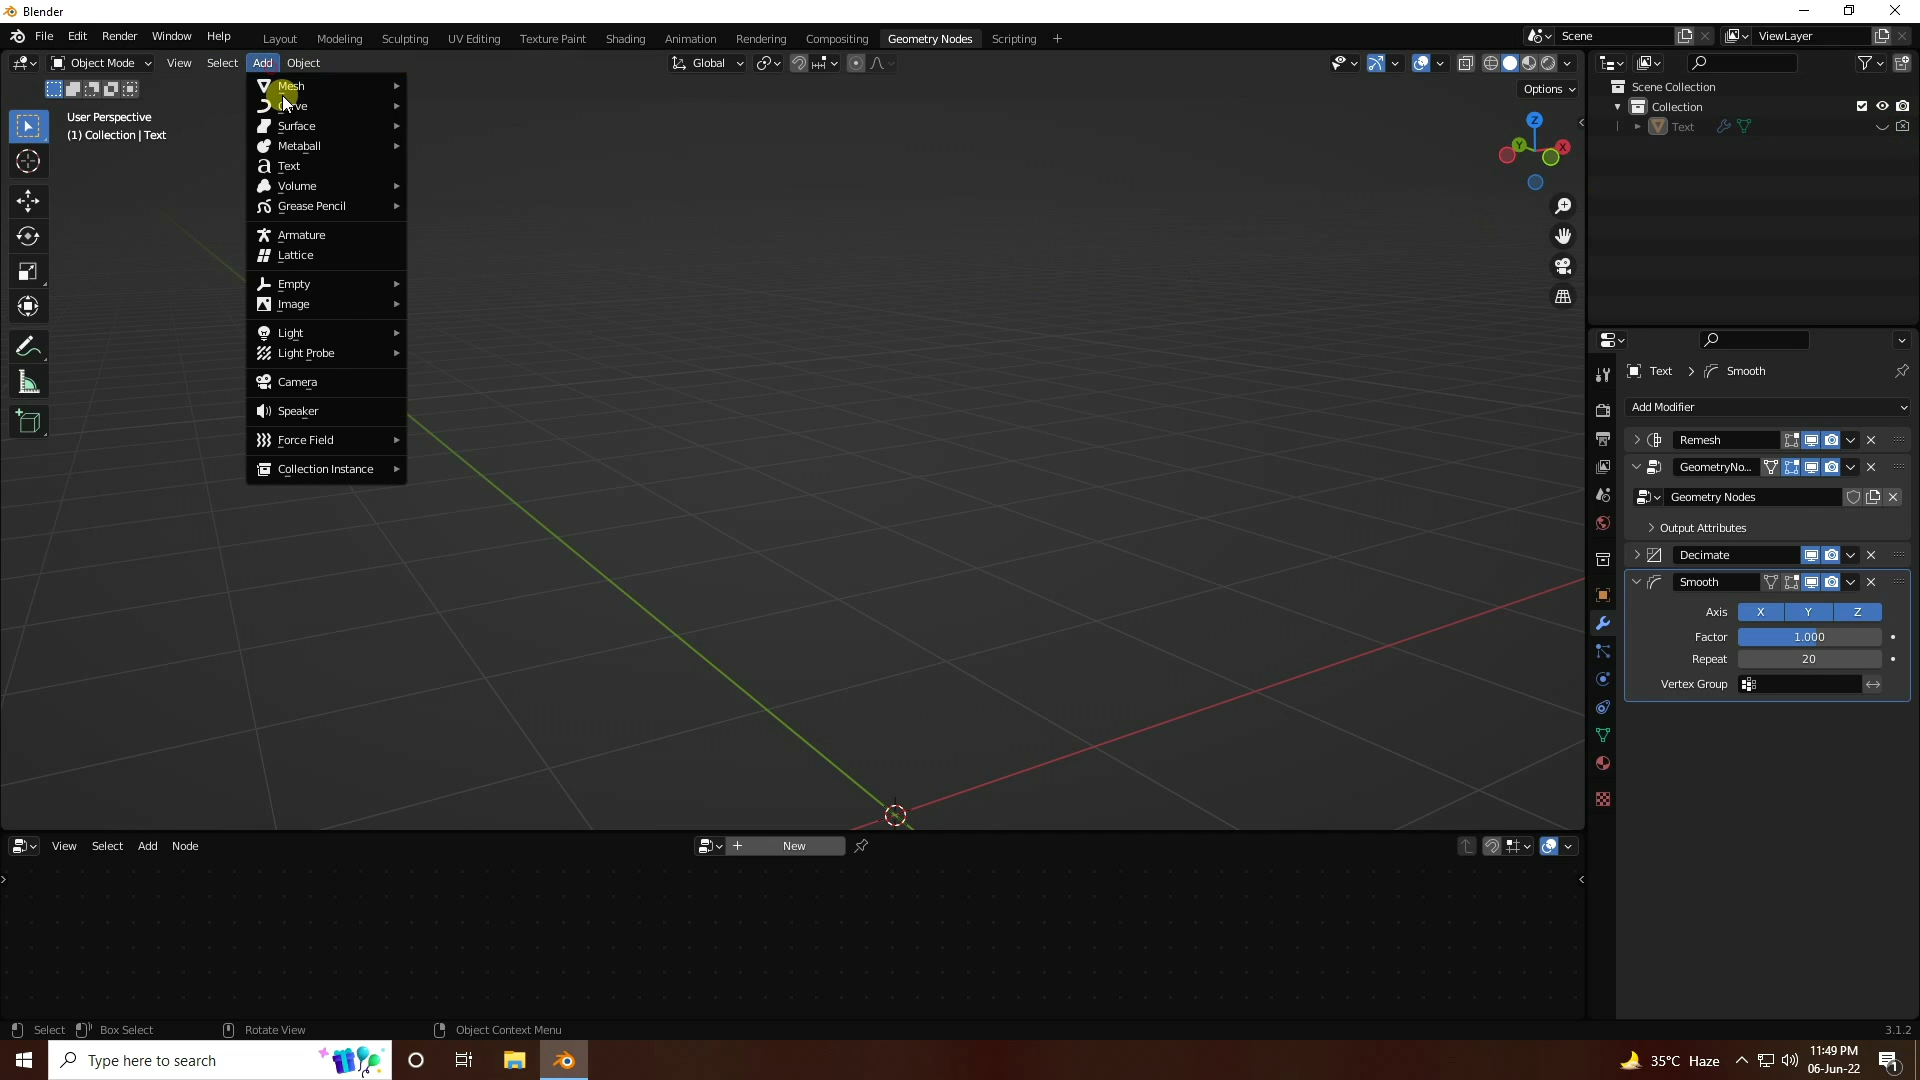 Blender
File Edit Render Window Help Layout Modeling Sculpting UV Editing Texture Paint Shading Animation Rendering Compositing Geometry Nodes Scripting + Scene ViewLayer
Object Mode View Select Add Object Global
Options
User Perspective
(1) Collection | Text
Mesh
Surface
Metaball
Text
Volume
Grease Pencil
Armature
Lattice
Empty
Image
Light
Light Probe
Camera
Speaker
Force Field
Collection Instance
Z
Y
X
Scene Collection
Collection
Text
Text > Smooth
Add Modifier
Remesh
GeometryNo...
Geometry Nodes
Output Attributes
Decimate
Smooth
Axis X Y Z
Factor 1.000
Repeat 20
Vertex Group
View Select Add Node + New
Select Box Select Rotate View Object Context Menu 3.1.2
Type here to search
35°C Haze
11:49 PM
06-Jun-22
1